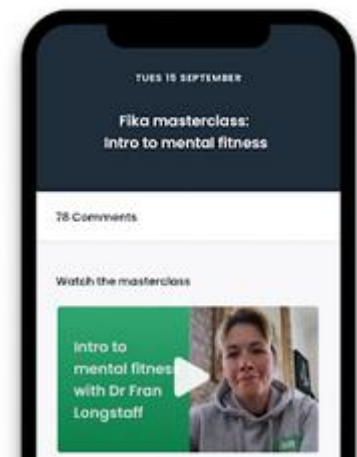 TUES 15 SEPTEMBER
Fika masterclass:
Intro to mental fitness
78 Comments
Watch the masterclass
Intro to
mental fitness
with Dr Fran
Longstaff